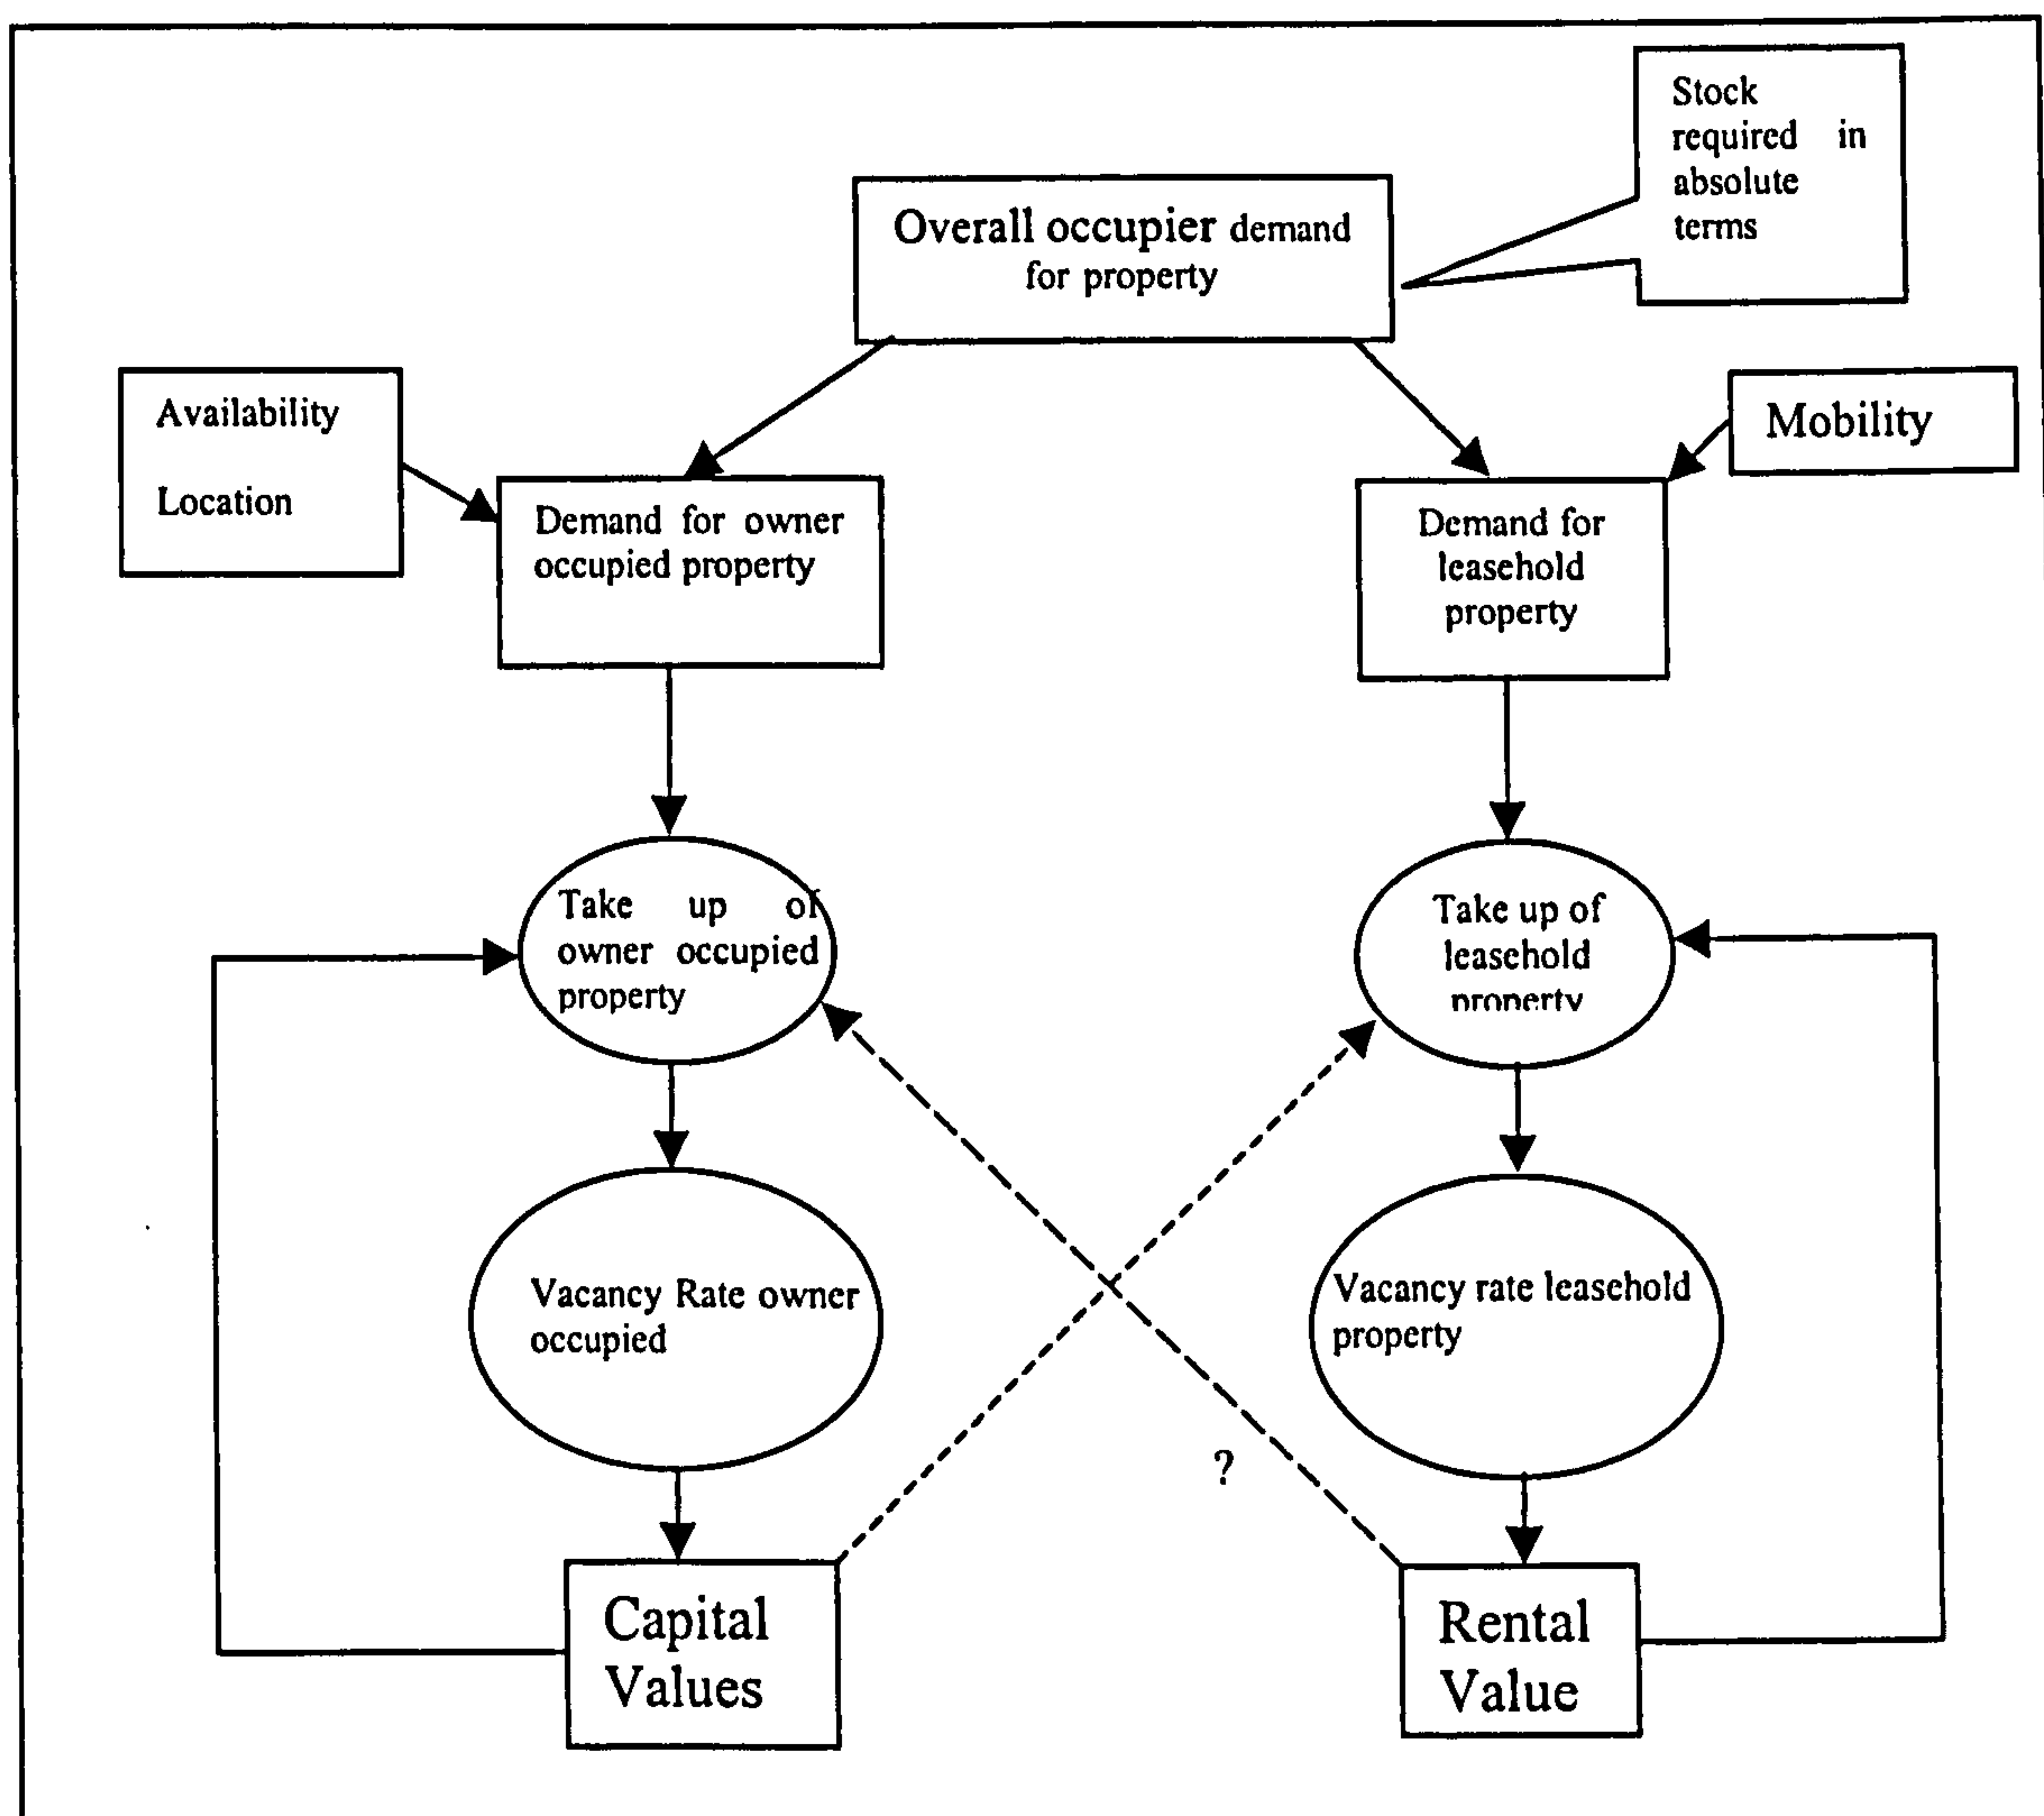 Stock
required in
absolute
terms
Overall occupier demand
for property
Availability
Location
Mobility
Demand for owner
occupied property
Demand for
leasehold
property
Take up of
owner occupied
property
Take up of
leasehold
property
Vacancy Rate owner
occupied
Vacancy rate leasehold
property
?
Capital
Values
Rental
Value